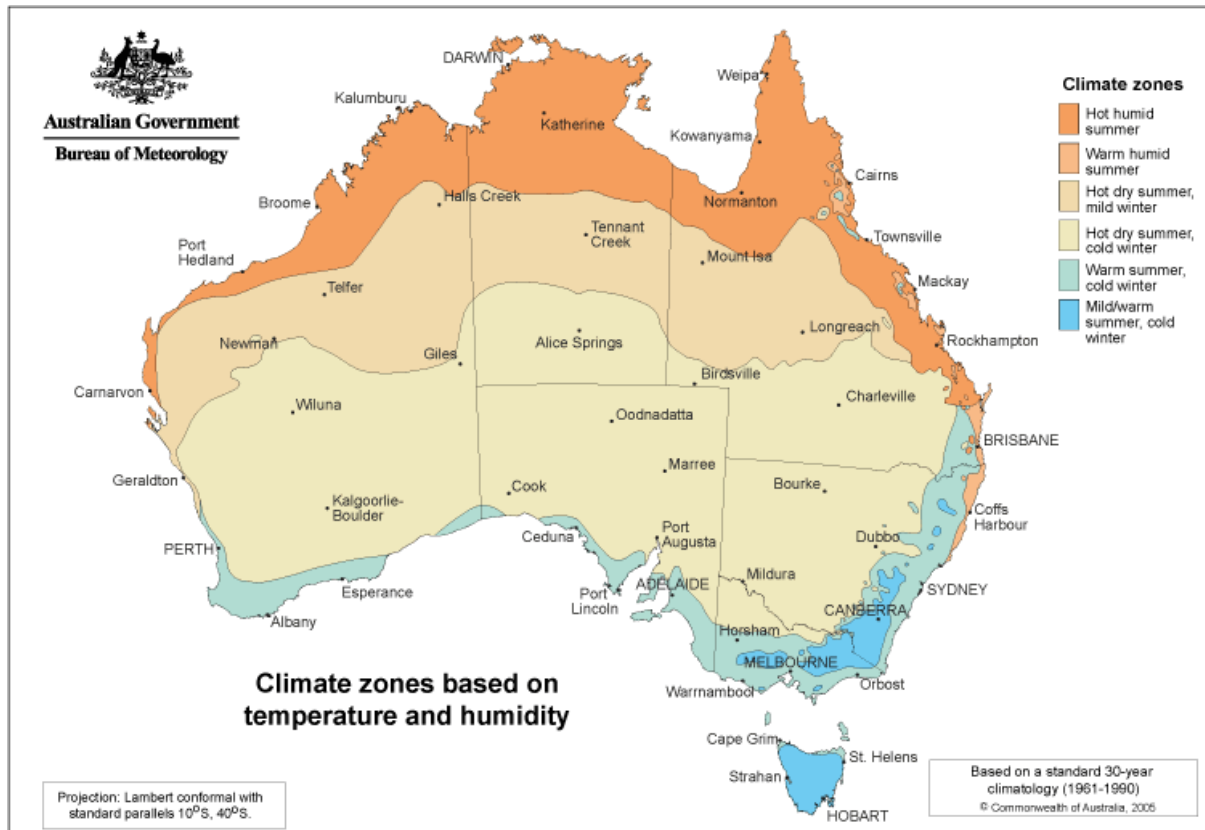 Australian Government
Bureau of Meteorology
DARWIN
Weipa
Kalumburu
Katherine
Kowanyama
Cairns
Halls Creek
Broome
Normanton
Tennant
Creek
Townsville
Port
Hedland
Mount Isa
Mackay
Telfer
Longreach
Rockhampton
Newman
Alice Springs
Giles
Birdsville
Carnarvon
Wiluna
Charleville
Oodnadatta
BRISBANE
Marree
Geraldton
Bourke
Cook
Kalgoorlie-
Boulder
Coffs
Harbour
Ceduna
Port
Augusta
Dubbo
PERTH
Mildura
ADELAIDE
Esperance
Port
Lincoln
SYDNEY
CANBERRA
Albany
Horsham
MELBOURNE
Warrnambool
Orbost
Cape Grim
St. Helens
Strahan
HOBART
Climate zones
Hot humid
summer
Warm humid
summer
Hot dry summer,
mild winter
Hot dry summer,
cold winter
Warm summer,
cold winter
Mild/warm
summer, cold
winter
Climate zones based on
temperature and humidity
Projection: Lambert conformal with
standard parallels 10ºS, 40ºS.
Based on a standard 30-year
climatology (1961-1990)
© Commonwealth of Australia, 2005